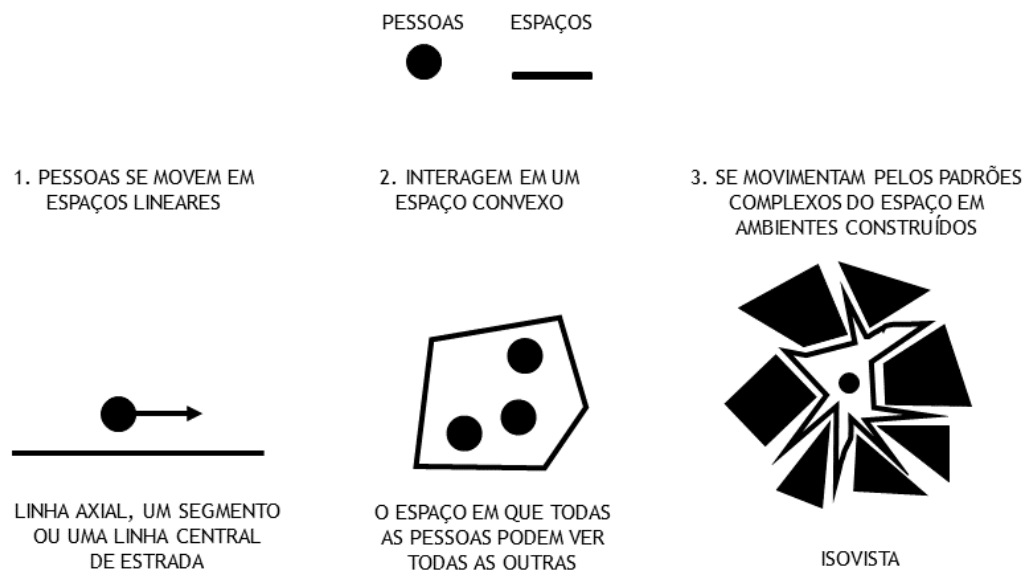 PESSOAS
ESPAÇOS
1. PESSOAS SE MOVEM EM
ESPAÇOS LINEARES
2. INTERAGEM EM UM
ESPAÇO CONVEXO
3. SE MOVIMENTAM PELOS PADRÕES
COMPLEXOS DO ESPAÇO EM
AMBIENTES CONSTRUÍDOS
LINHA AXIAL, UM SEGMENTO
OU UMA LINHA CENTRAL
DE ESTRADA
O ESPAÇO EM QUE TODAS
AS PESSOAS PODEM VER
TODAS AS OUTRAS
ISOVISTA